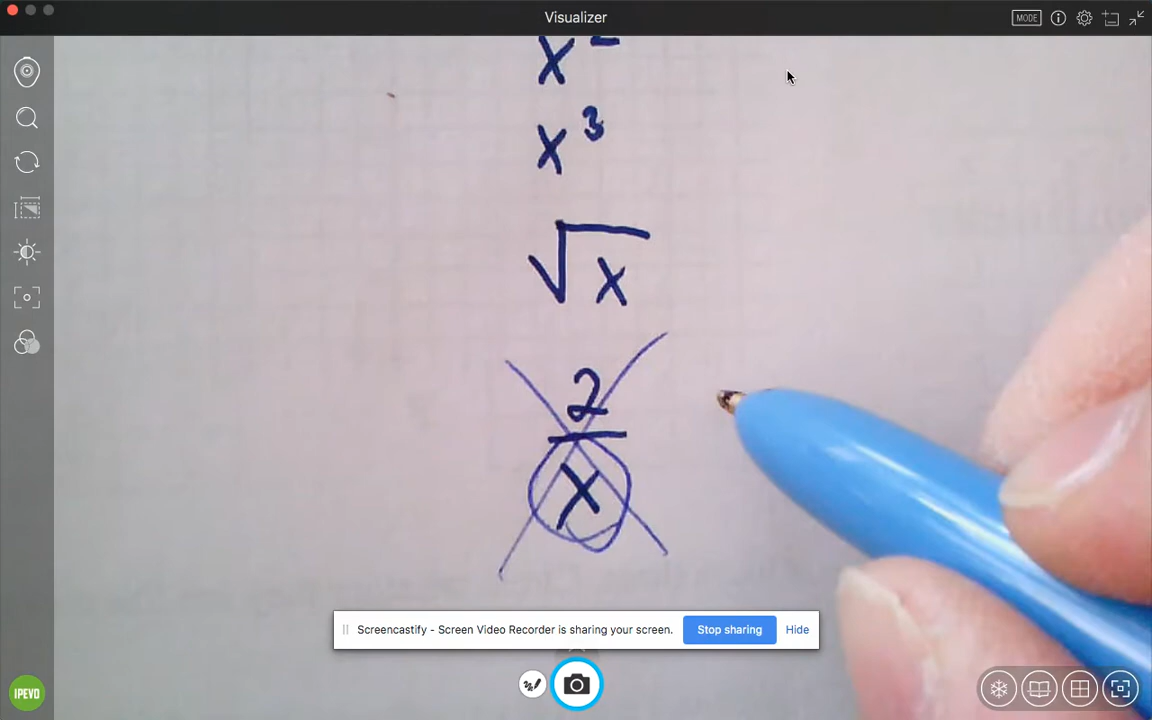 Visualizer
MODE
x²
x³
√x
2
x
Screencastify - Screen Video Recorder is sharing your screen.
Stop sharing
Hide
IPEVO